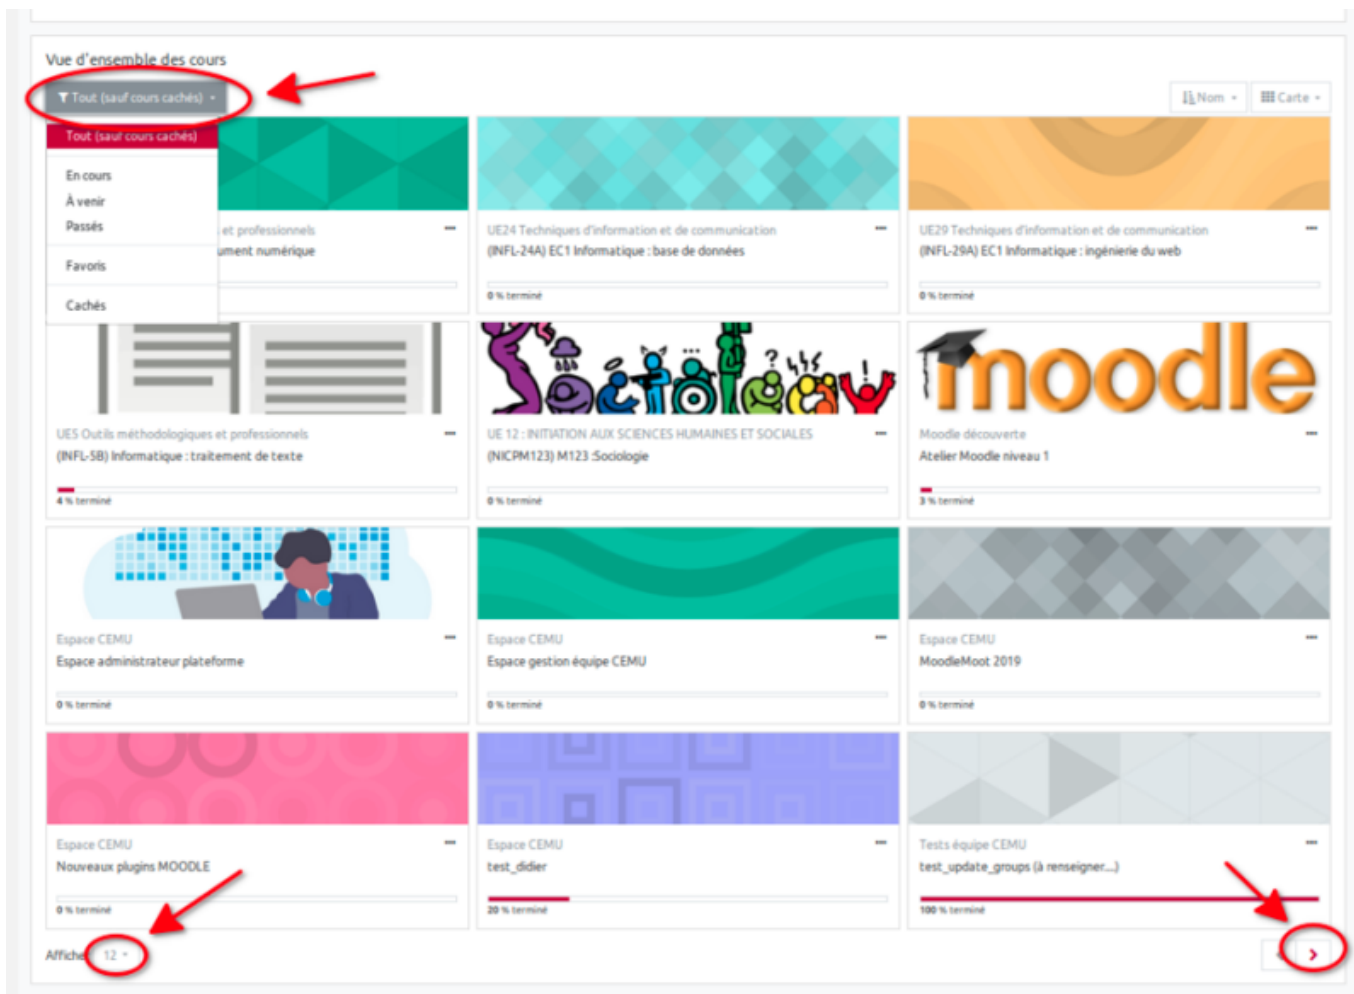 Vue d'ensemble des cours
Tout (sauf cours cachés)
Nom
Carte
Tout (sauf cours cachés)
En cours
À venir
Passés
Favoris
Cachés
et professionnels
ument numérique
UE24 Techniques d'information et de communication
(INFL-24A) EC1 Informatique : base de données
0 % terminé
UE29 Techniques d'information et de communication
(INFL-29A) EC1 Informatique : ingénierie du web
0 % terminé
UE5 Outils méthodologiques et professionnels
(INFL-5B) Informatique : traitement de texte
4 % terminé
Sociology
UE 12 : INITIATION AUX SCIENCES HUMAINES ET SOCIALES
(NICPM123) M123 :Sociologie
0 % terminé
moodle
Moodle découverte
Atelier Moodle niveau 1
3 % terminé
Espace CEMU
Espace administrateur plateforme
0 % terminé
Espace CEMU
Espace gestion équipe CEMU
0 % terminé
Espace CEMU
MoodleMoot 2019
0 % terminé
Espace CEMU
Nouveaux plugins MOODLE
0 % terminé
Espace CEMU
test_didier
20 % terminé
Tests équipe CEMU
test_update_groups (à renseigner....)
100 % terminé
Affiche 12